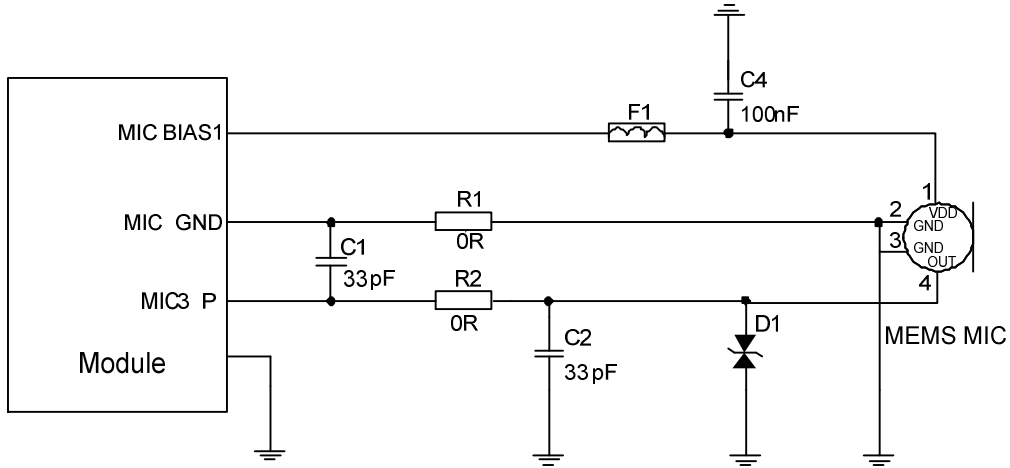 C4
100nF
F1
MIC BIAS1
1
R1
2
VDD
MIC GND
GND
0R
3
GND
C1
OUT
33pF
R2
4
MIC3 P
0R
D1
C2
MEMS MIC
Module
33pF